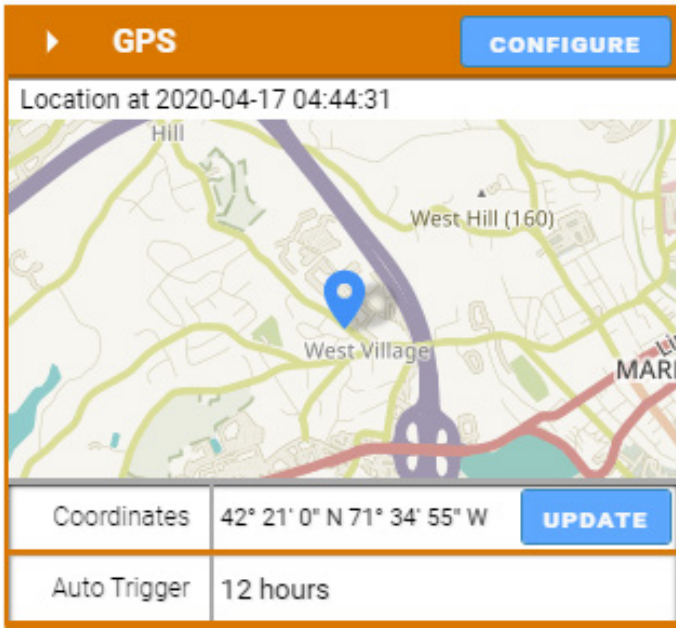 GPS
CONFIGURE
Location at 2020-04-17 04:44:31
Hill
West Hill (160)
West Village
Coordinates
42° 21' 0" N 71° 34' 55" W
UPDATE
Auto Trigger
12 hours